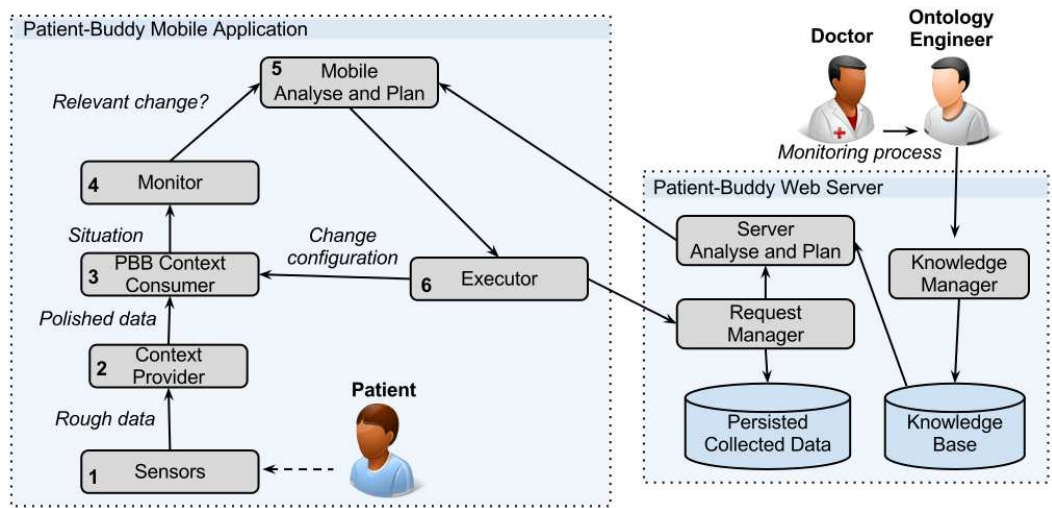 Patient-Buddy Mobile Application
5
Mobile
Analyse and Plan
Relevant change?
4
Monitor
Situation
Change
configuration
3
PBB Context
Consumer
6
Executor
Polished data
2
Context
Provider
Rough data
Patient
1
Sensors
Doctor
Ontology
Engineer
Monitoring process
Patient-Buddy Web Server
Server
Analyse and Plan
Knowledge
Manager
Request
Manager
Persisted
Collected Data
Knowledge
Base